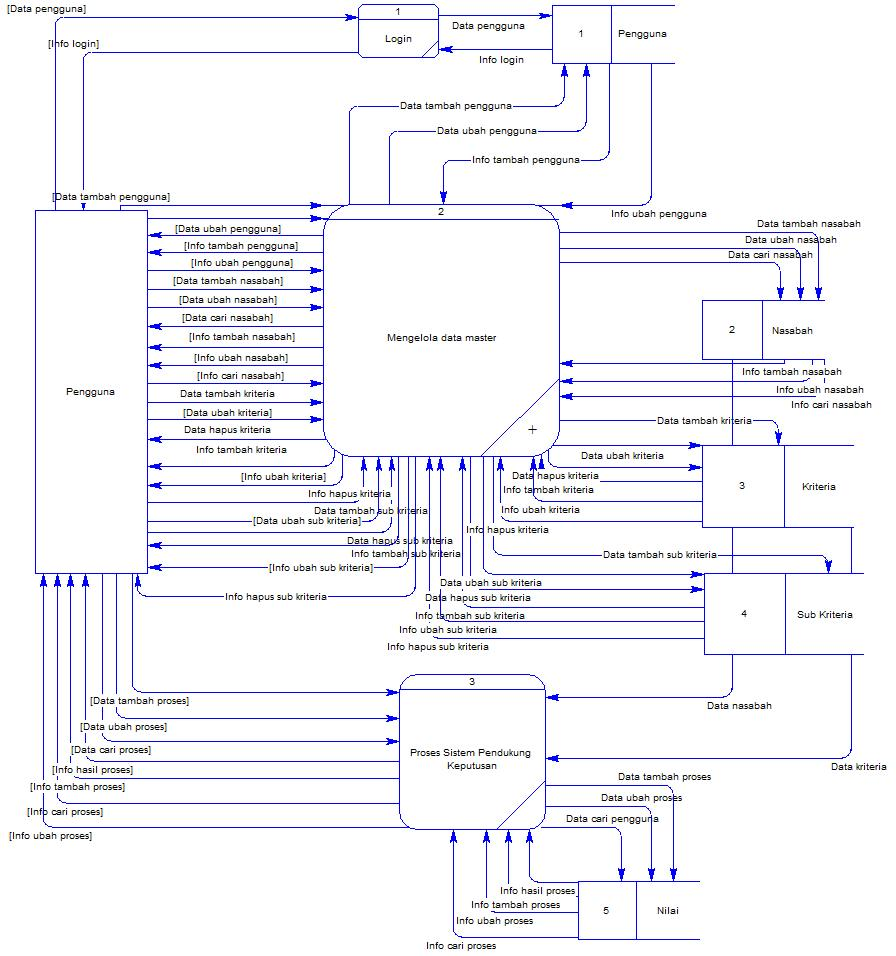 [Data pengguna]
1
Login
Data pengguna
1
Pengguna
[Info login]
Info login
Data tambah pengguna
Data ubah pengguna
Info tambah pengguna
[Data tambah pengguna]
2
Info ubah pengguna
Data tambah nasabah
[Data ubah pengguna]
Data ubah nasabah
[Info tambah pengguna]
Data cari nasabah
[Info ubah pengguna]
[Data tambah nasabah]
[Data ubah nasabah]
[Data cari nasabah]
2
Nasabah
[Info tambah nasabah]
Mengelola data master
[Info ubah nasabah]
Info tambah nasabah
[Info cari nasabah]
Info ubah nasabah
Pengguna
Data tambah kriteria
Info cari nasabah
[Data ubah kriteria]
Data tambah kriteria
Data hapus kriteria
+
Info tambah kriteria
Data ubah kriteria
[Info ubah kriteria]
Data hapus kriteria
3
Kriteria
Info hapus kriteria
Info tambah kriteria
Data tambah sub kriteria
Info ubah kriteria
[Data ubah sub kriteria]
Info hapus kriteria
Data hapus sub kriteria
Info tambah sub kriteria
Data tambah sub kriteria
[Info ubah sub kriteria]
Data ubah sub kriteria
Info hapus sub kriteria
Data hapus sub kriteria
4
Sub Kriteria
Info tambah sub kriteria
Info ubah sub kriteria
Info hapus sub kriteria
3
[Data tambah proses]
Data nasabah
[Data ubah proses]
[Data cari proses]
Proses Sistem Pendukung
Keputusan
[Info hasil proses]
Data kriteria
[Info tambah proses]
Data tambah proses
Data ubah proses
[Info cari proses]
Data cari pengguna
[Info ubah proses]
Info hasil proses
Info tambah proses
5
Nilai
Info ubah proses
Info cari proses